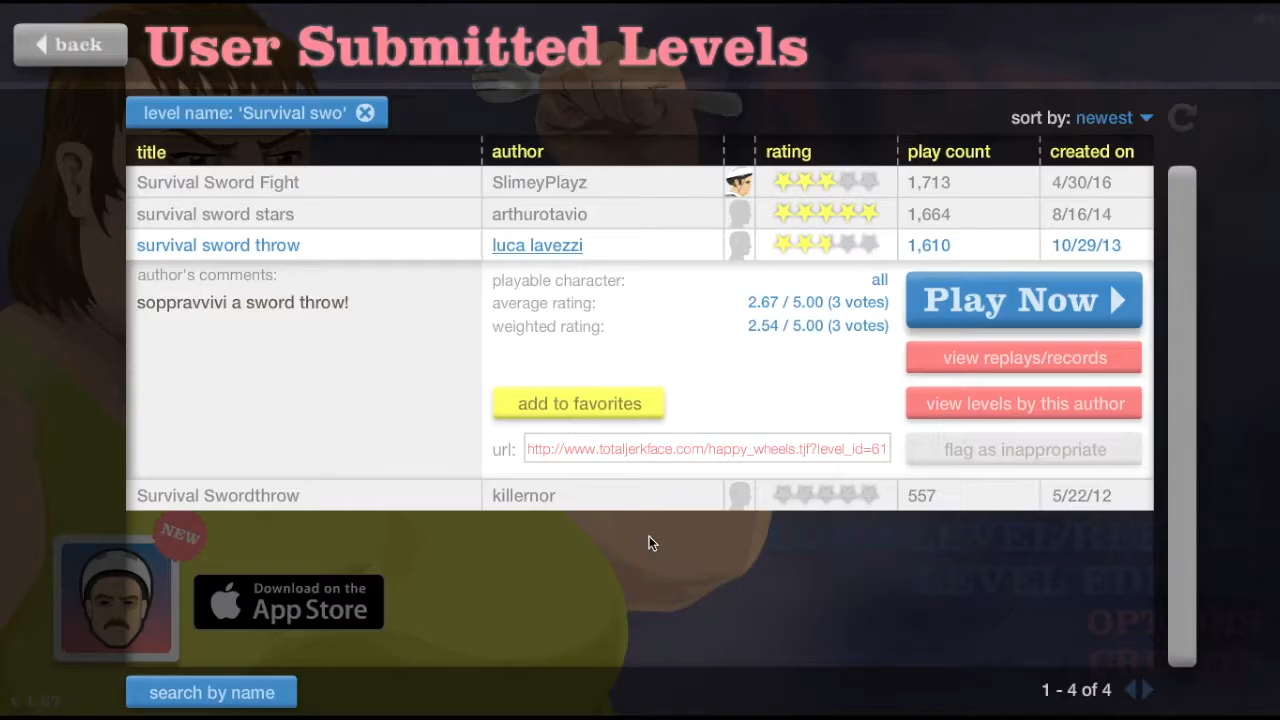 back
User Submitted Levels
level name: 'Survival swo'
sort by: newest
title author rating play count created on
Survival Sword Fight SlimeyPlayz 1,713 4/30/16
survival sword stars arthurotavio 1,664 8/16/14
survival sword throw luca lavezzi 1,610 10/29/13
author's comments:
soppravvivi a sword throw!
playable character: all
average rating: 2.67 / 5.00 (3 votes)
weighted rating: 2.54 / 5.00 (3 votes)
Play Now
view replays/records
add to favorites
view levels by this author
url: http://www.totaljerkface.com/happy_wheels.tjf?level_id=61
flag as inappropriate
Survival Swordthrow killernor 557 5/22/12
NEW
LEVEL EDI
Download on the
App Store
search by name
1 - 4 of 4